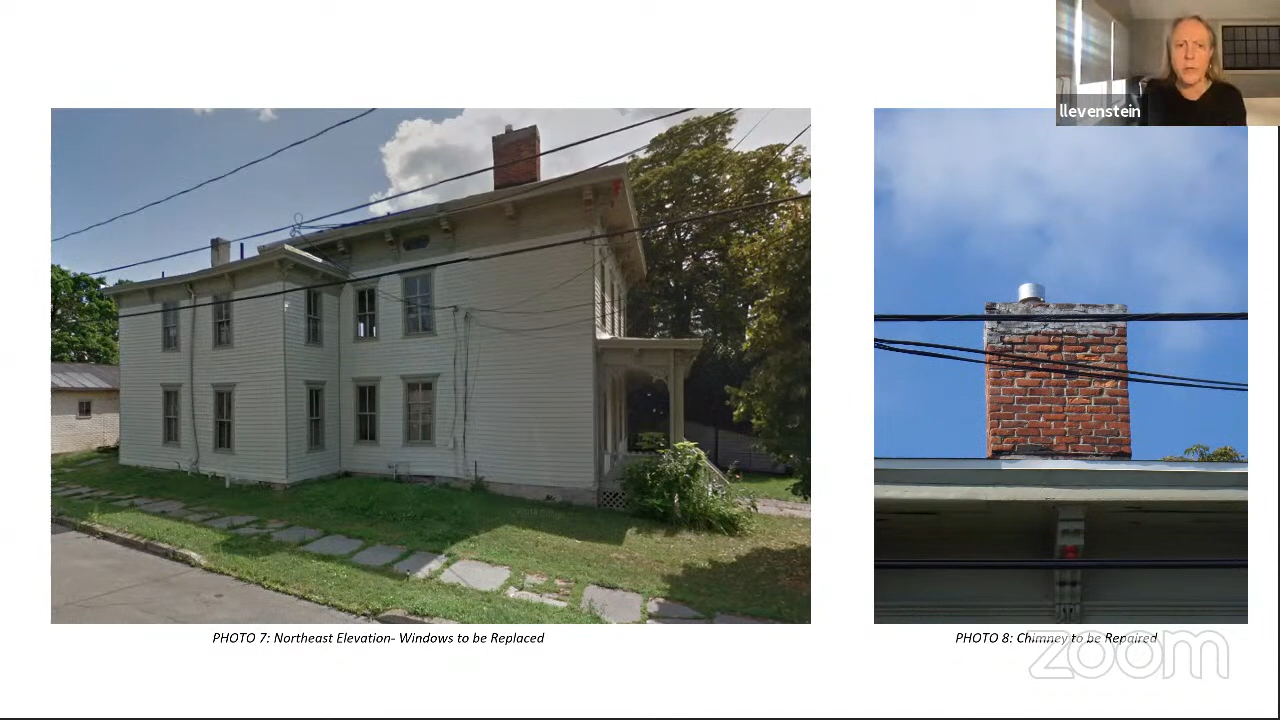 llevenstein
PHOTO 7: Northeast Elevation- Windows to be Replaced
PHOTO 8: Chimney to be Repaired
zoom